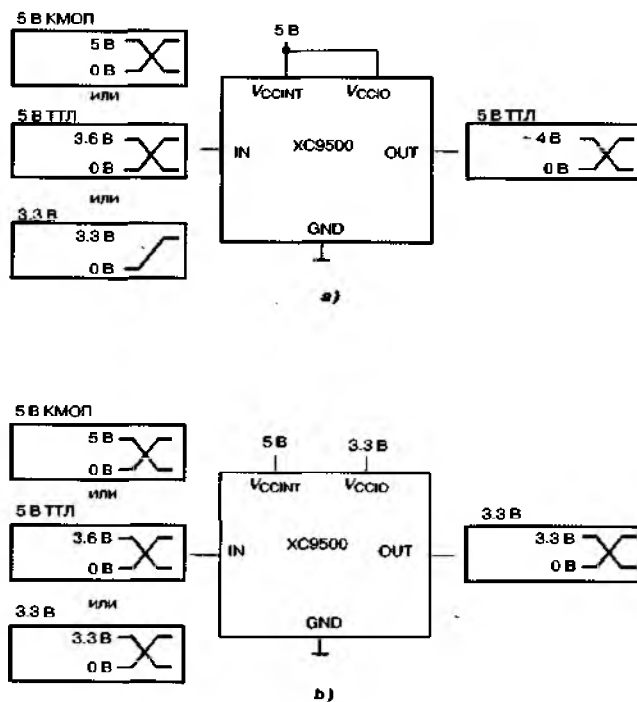 5 В КМОП
5 В
0 В
или
5 В ТТЛ
3.6 В
0 В
или
3.3 В
3.3 В
0 В
5 В
VCCINT VCCIO
IN XC9500 OUT
GND
5 В ТТЛ
~4 В
0 В
a)
5 В КМОП
5 В
0 В
или
5 В ТТЛ
3.6 В
0 В
или
3.3 В
3.3 В
0 В
5 В 3.3 В
VCCINT VCCIO
IN XC9500 OUT
GND
3.3 В
3.3 В
0 В
b)